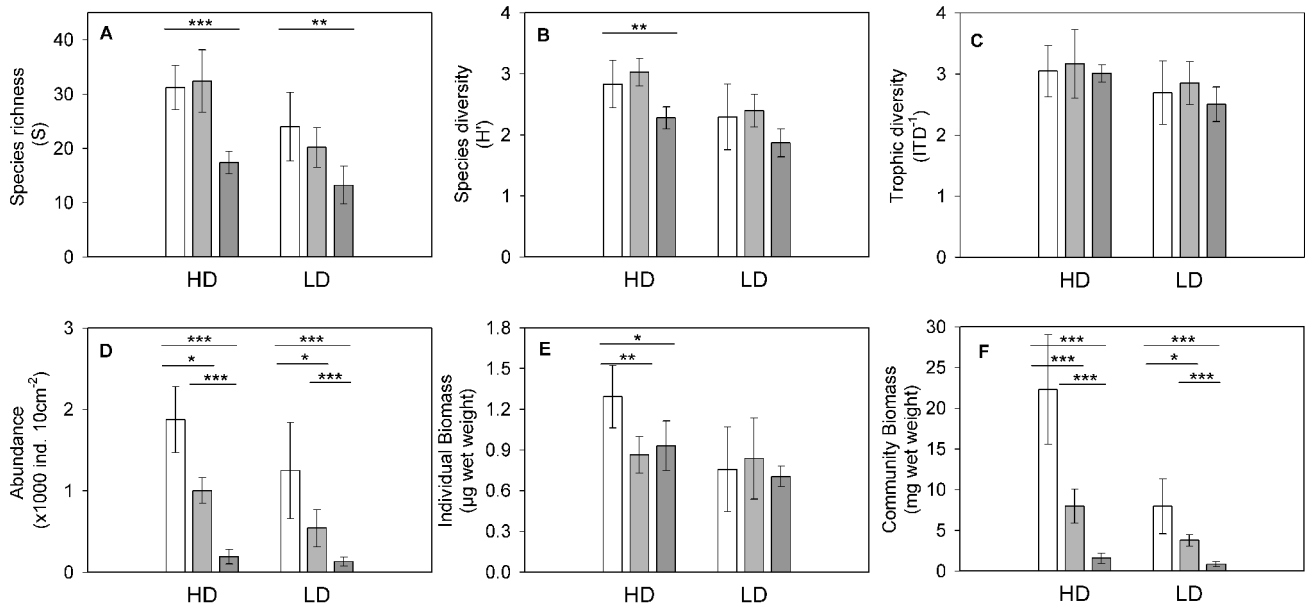 A
***
**
Species richness
(S)
40
30
20
10
0
HD
LD
B
**
Species diversity
(H')
4
3
2
1
0
HD
LD
C
Trophic diversity
(ITD⁻¹)
4
3
2
1
0
HD
LD
D
***
***
*
*
***
***
Abundance
(x1000 ind. 10cm⁻²)
3
2
1
0
HD
LD
E
*
**
Individual Biomass
(µg wet weight)
1.8
1.5
1.2
0.9
0.6
0.3
0.0
HD
LD
F
***
***
***
*
***
***
Community Biomass
(mg wet weight)
30
25
20
15
10
5
0
HD
LD